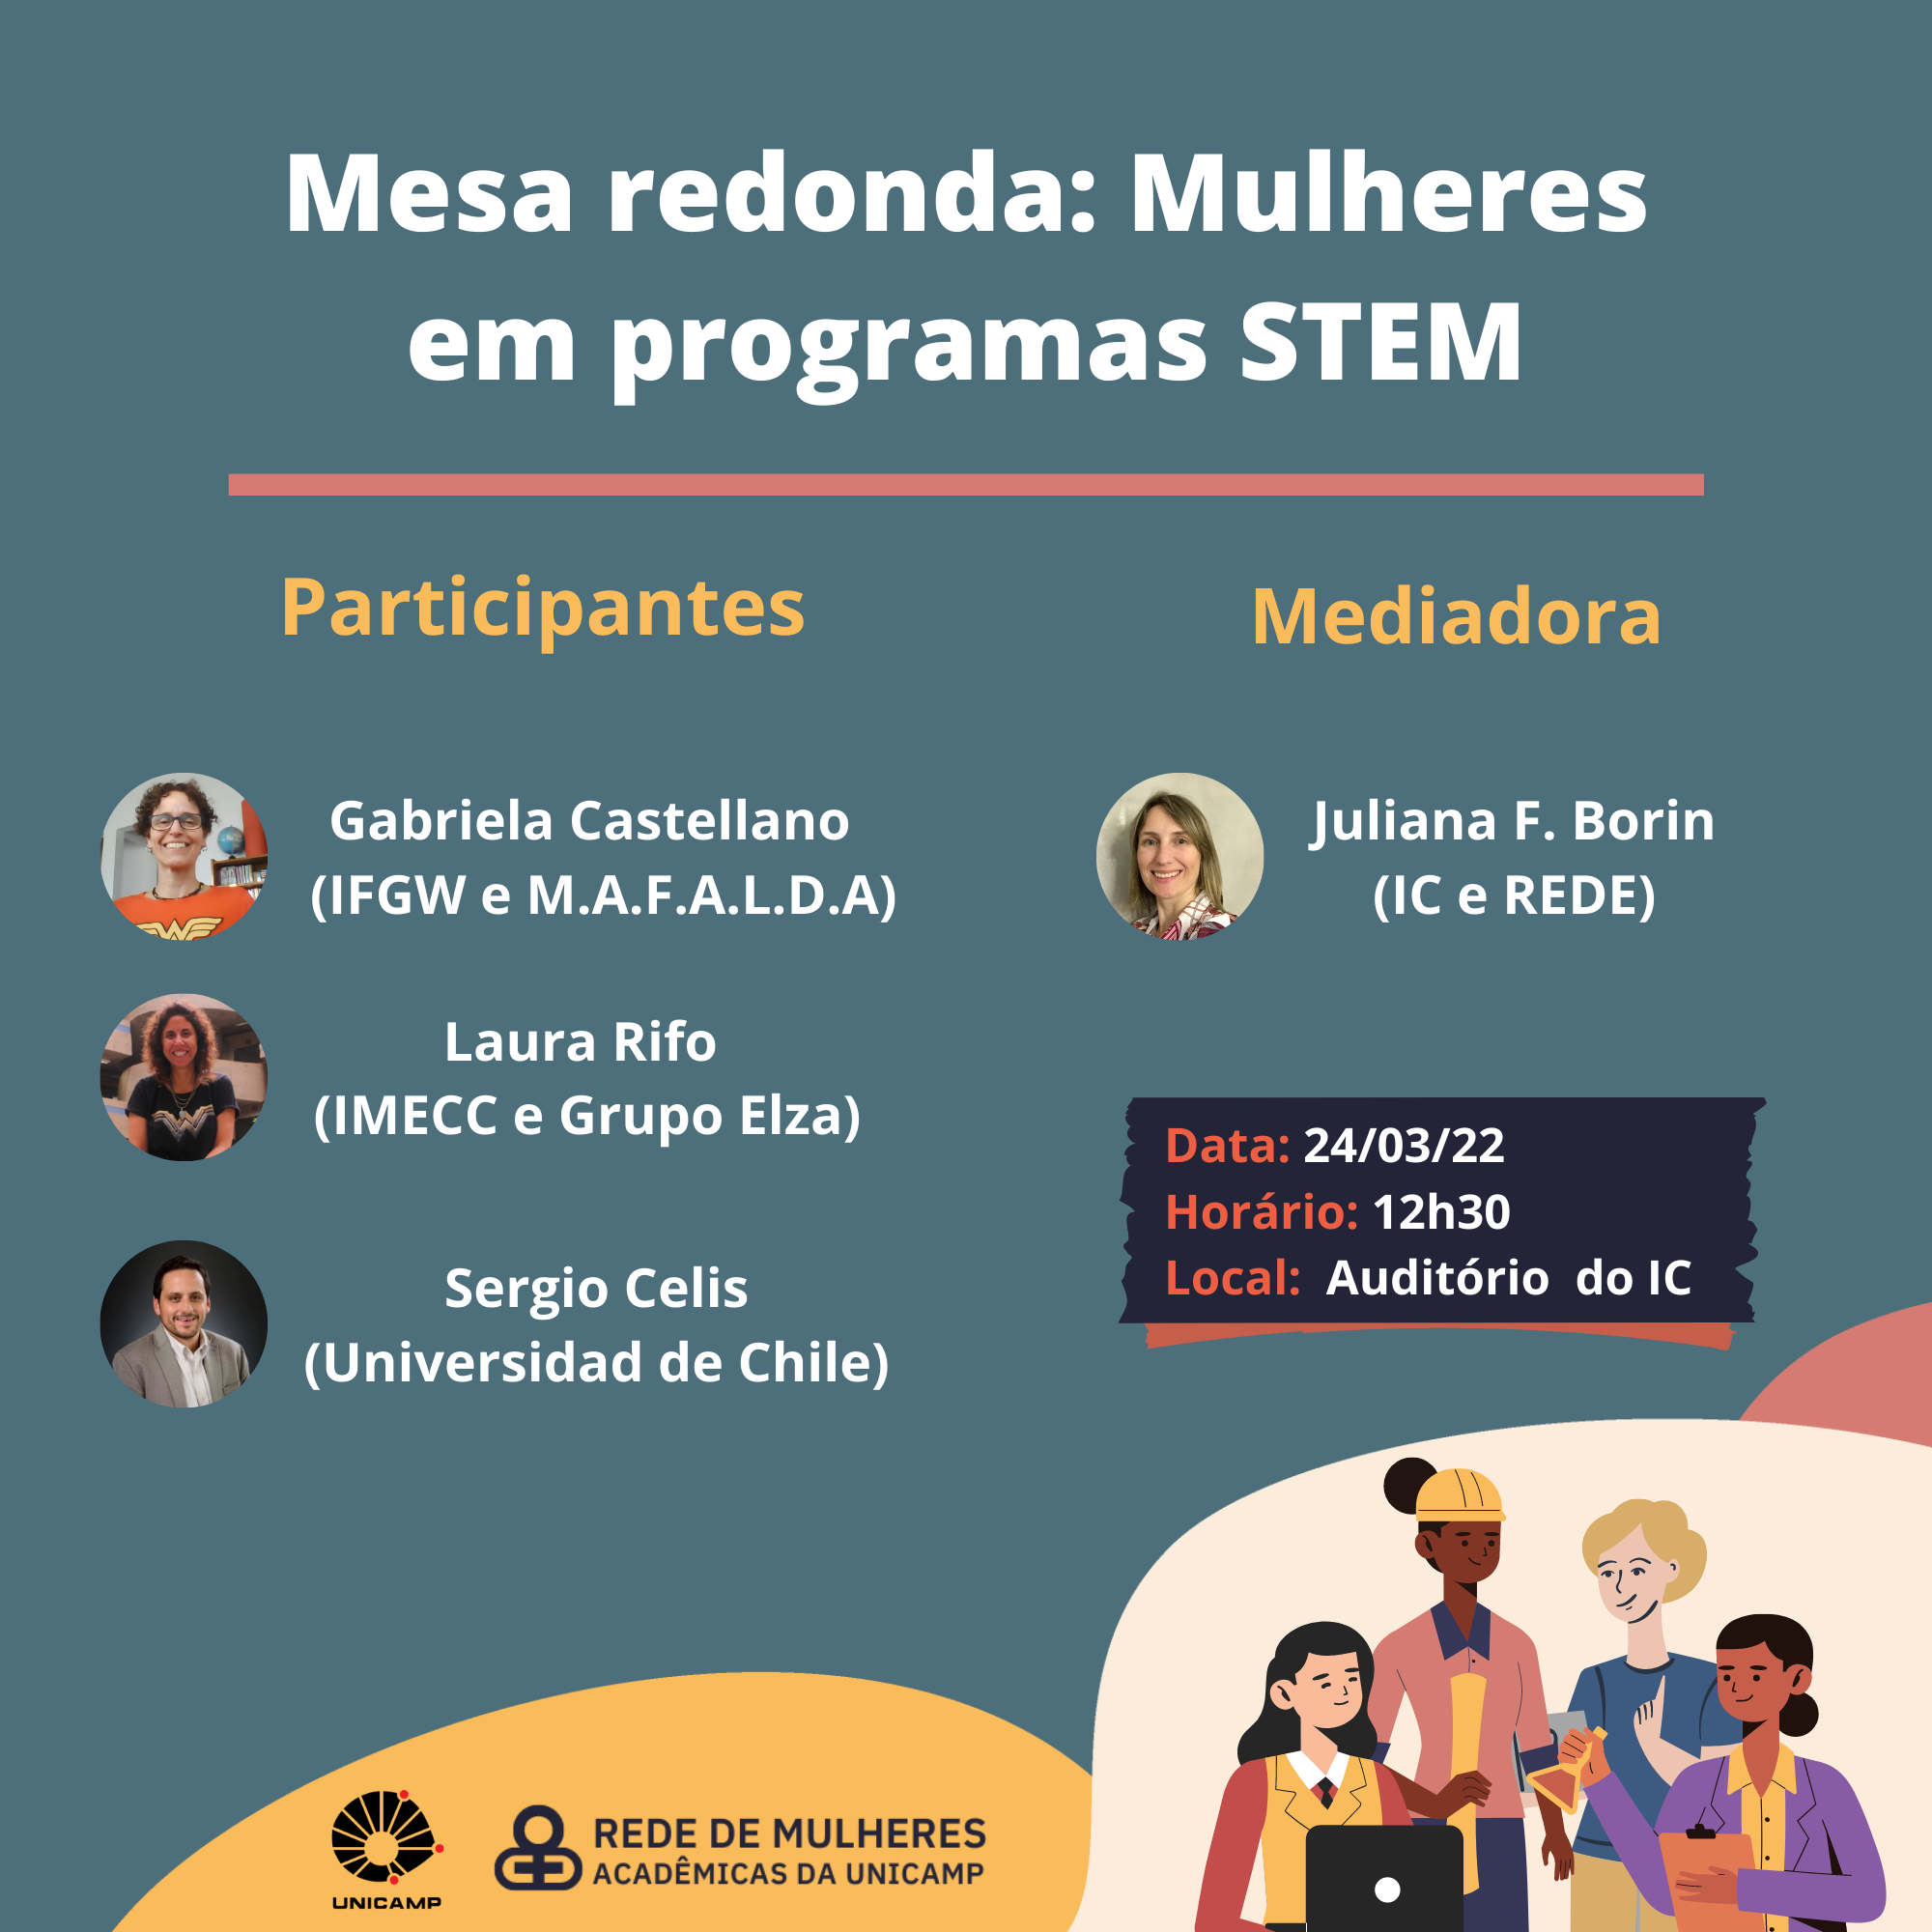 Mesa redonda: Mulheres
em programas STEM
Participantes
Gabriela Castellano
(IFGW e M.A.F.A.L.D.A)
Laura Rifo
(IMECC e Grupo Elza)
Sergio Celis
(Universidad de Chile)
Mediadora
Juliana F. Borin
(IC e REDE)
Data: 24/03/22
Horário: 12h30
Local: Auditório do IC
UNICAMP
REDE DE MULHERES
ACADÊMICAS DA UNICAMP